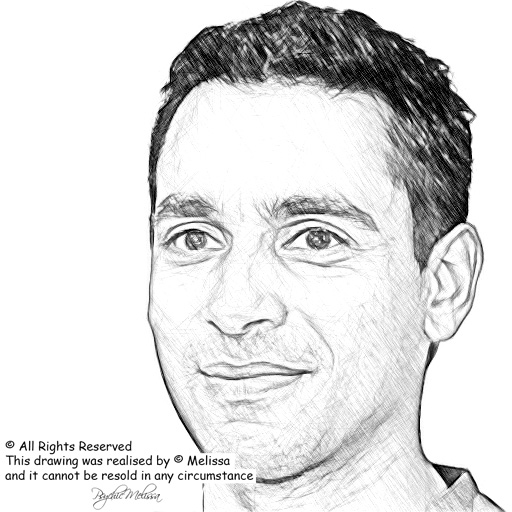 © All Rights Reserved
This drawing was realised by © Melissa
and it cannot be resold in any circumstance
Psychic Melissa